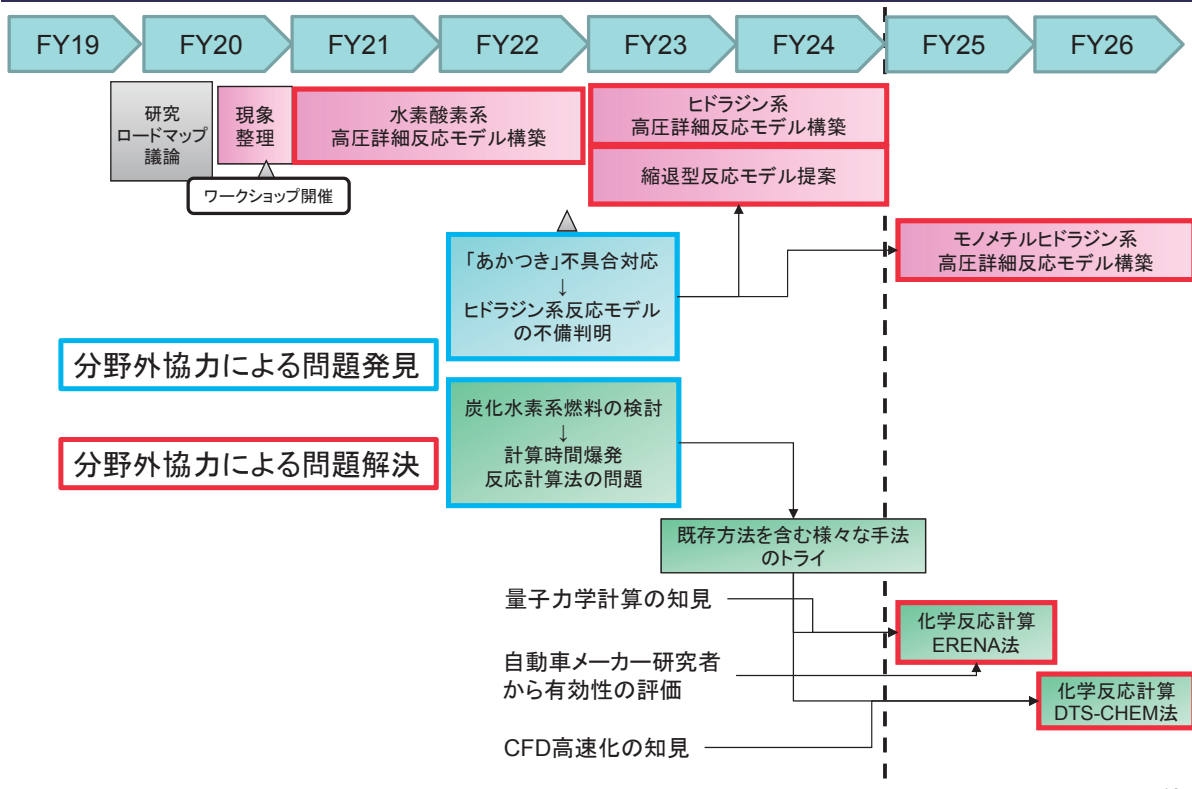 FY19
FY20
FY21
FY22
FY23
FY24
FY25
FY26
研究
ロードマップ
議論
現象
整理
水素酸素系
高圧詳細反応モデル構築
ヒドラジン系
高圧詳細反応モデル構築
縮退型反応モデル提案
ワークショップ開催
モノメチルヒドラジン系
高圧詳細反応モデル構築
「あかつき」不具合対応
↓
ヒドラジン系反応モデル
の不備判明
分野外協力による問題発見
炭化水素系燃料の検討
↓
計算時間爆発
反応計算法の問題
分野外協力による問題解決
既存方法を含む様々な手法
のトライ
量子力学計算の知見
化学反応計算
ERENA法
自動車メーカー研究者
から有効性の評価
化学反応計算
DTS-CHEM法
CFD高速化の知見